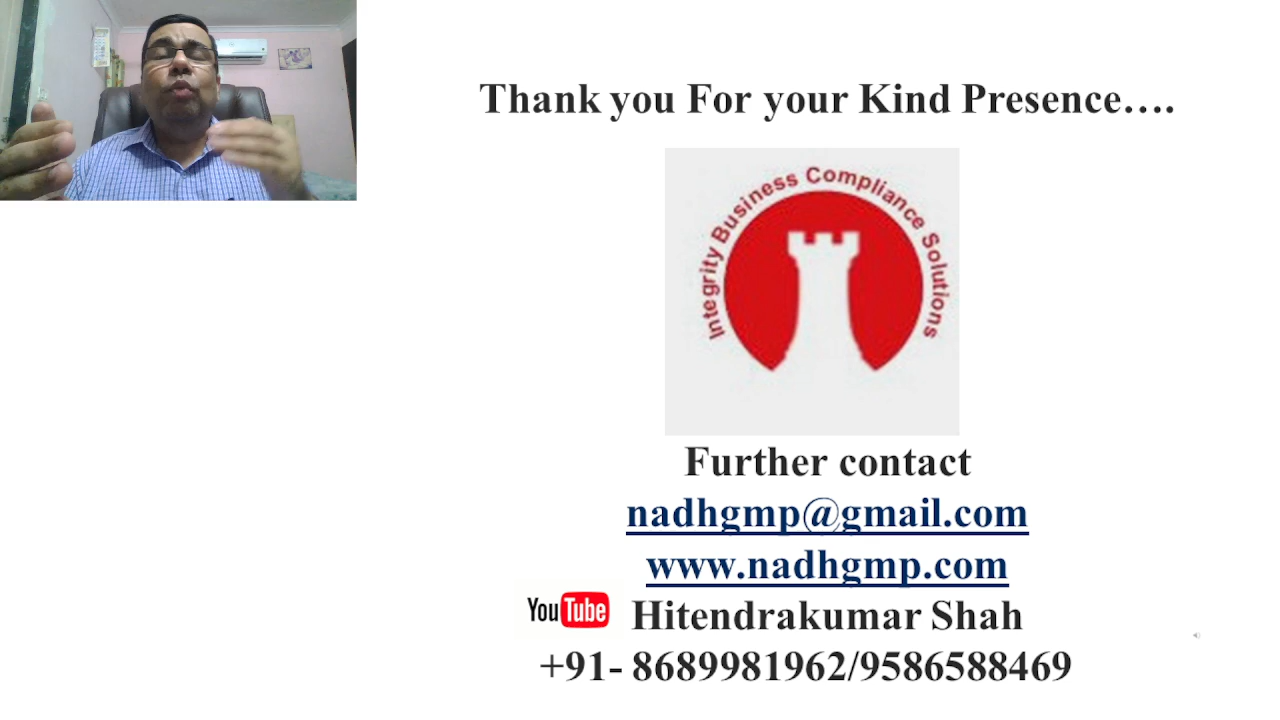 Thank you For your Kind Presence….
Integrity Business Compliance Solutions
Further contact
nadhgmp@gmail.com
www.nadhgmp.com
YouTube Hitendrakumar Shah
+91- 8689981962/9586588469